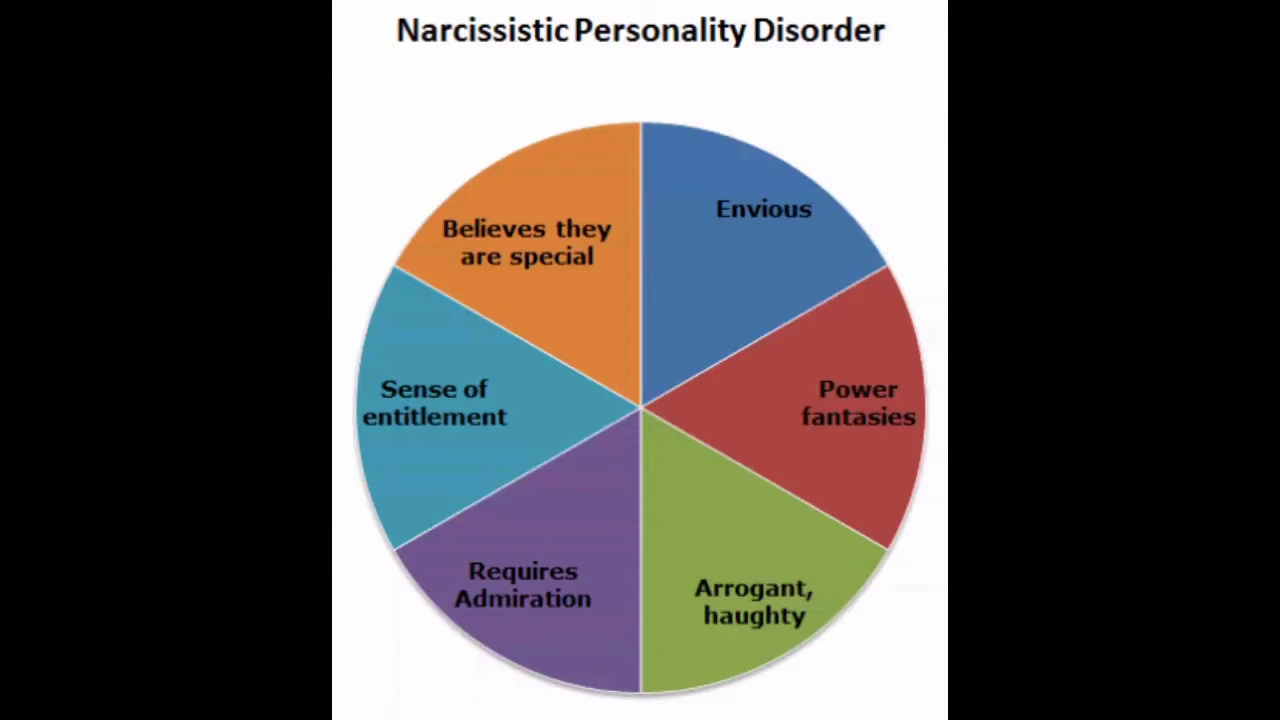 Narcissistic Personality Disorder
Envious
Power
fantasies
Arrogant,
haughty
Requires
Admiration
Sense of
entitlement
Believes they
are special